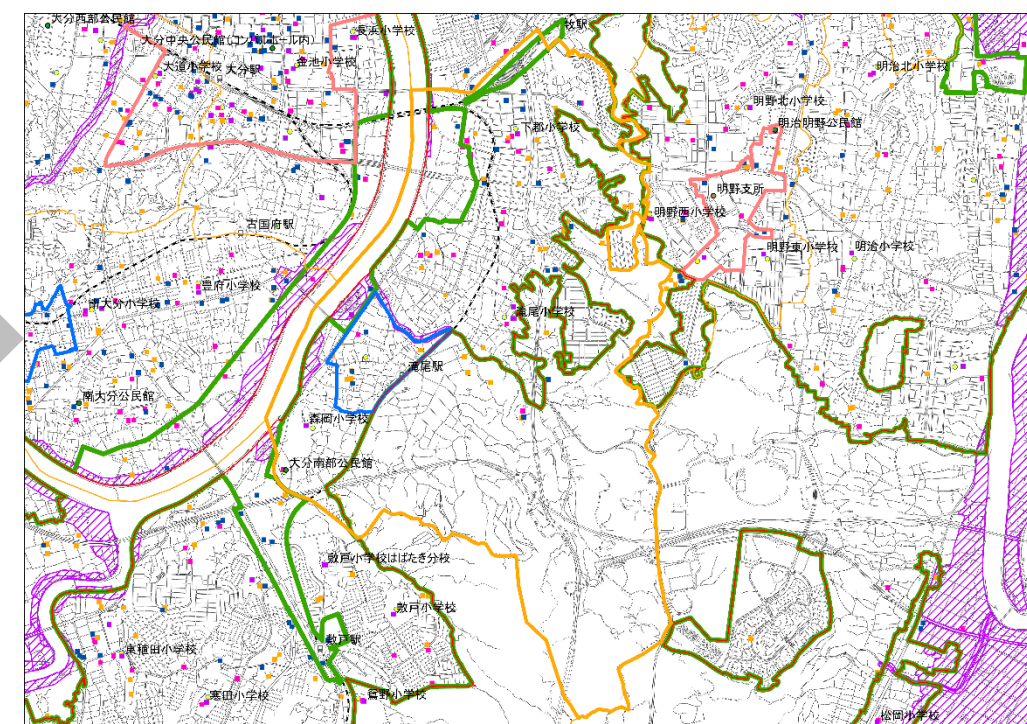 大分西部公民館
大分中央公民館(コンパルホール内)
長浜小学校
牧駅
大道小学校
大分駅
金池小学校
明治北小学校
明野北小学校
明治明野公民館
郡小学校
明野支所
明野西小学校
古国府駅
明野東小学校
明治小学校
豊府小学校
南大分小学校
滝尾小学校
滝尾駅
南大分公民館
森岡小学校
大分南部公民館
敷戸小学校はばたき分校
敷戸小学校
敷戸駅
東稙田小学校
寒田小学校
鴛野小学校
松岡小学校